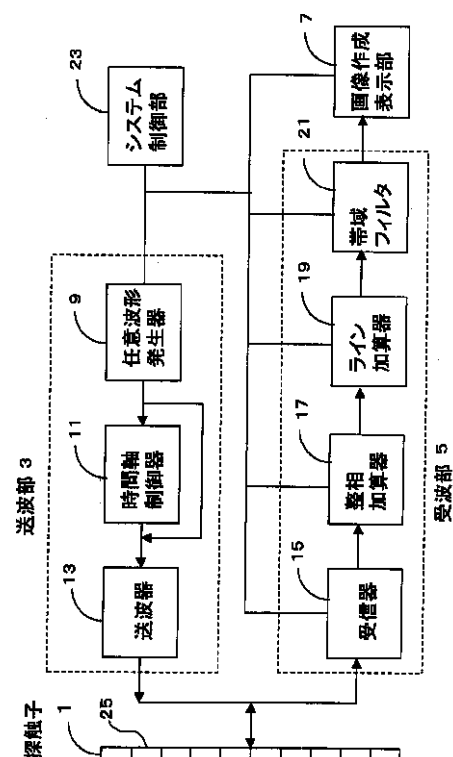 探触子
1
25
送波部 3
13
送波器
11
時間軸
制御器
9
任意波形
発生器
23
システム
制御部
15
受信器
17
整相
加算器
19
ライン
加算器
21
帯域
フィルタ
7
画像作成
表示部
受波部 5